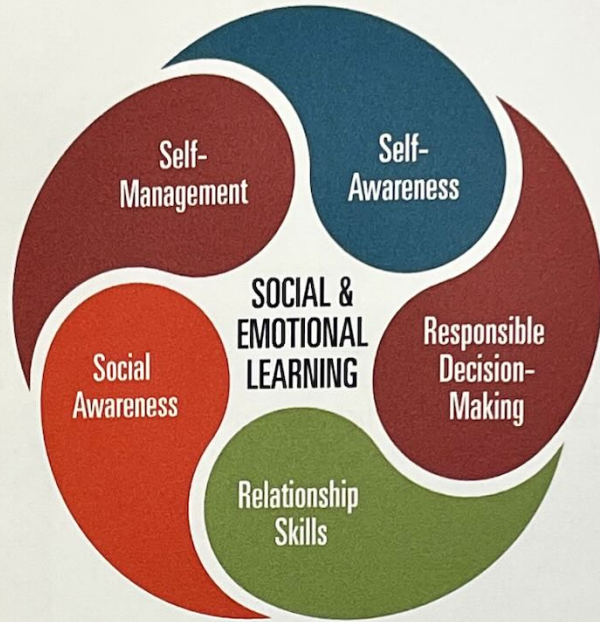 Self-
Management
Self-
Awareness
SOCIAL &
EMOTIONAL
LEARNING
Responsible
Decision-
Making
Social
Awareness
Relationship
Skills